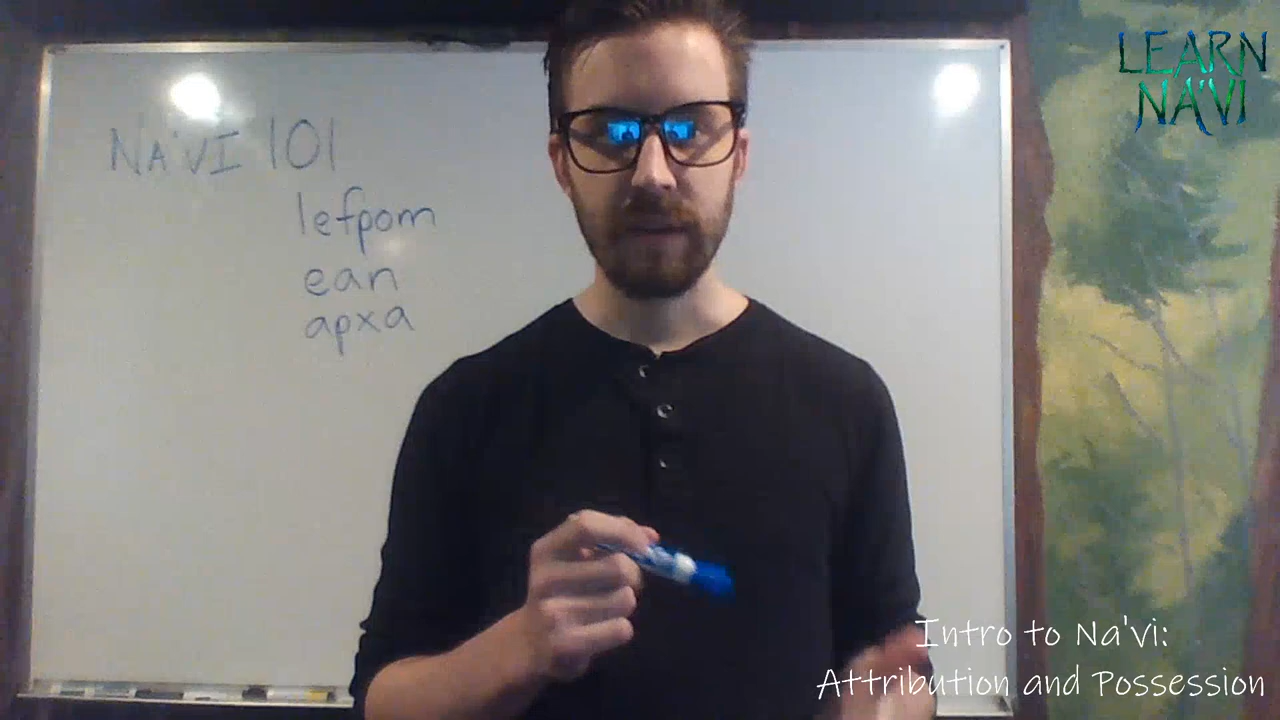 NA'VI 101
lefpom
ean
apxa
LEARN
NA'VI
Intro to Na'vi:
Attribution and Possession